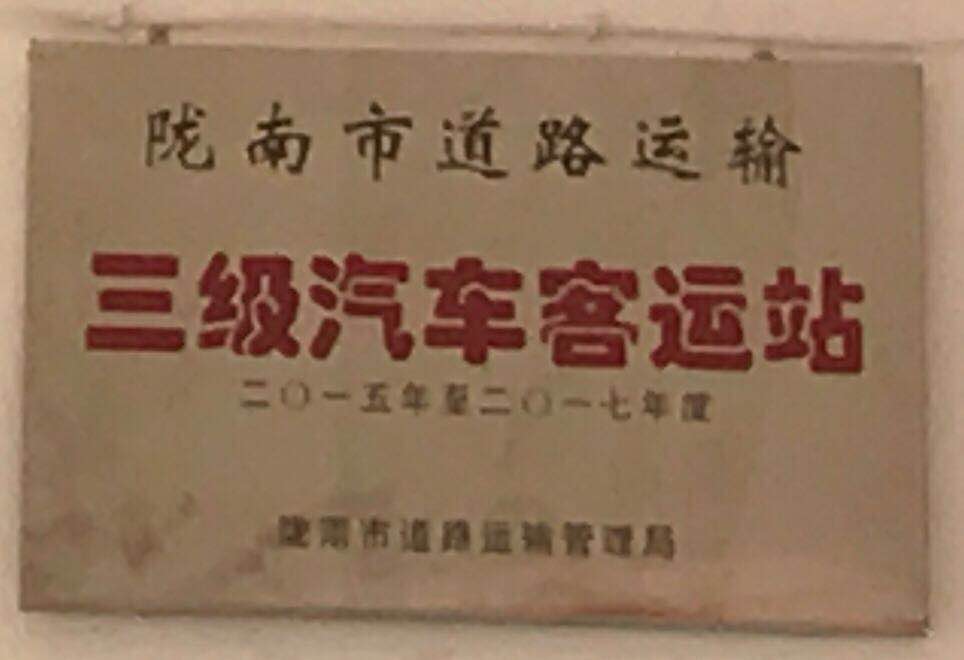 陇南市道路运输
三级汽车客运站
二〇一五年至二〇一七年度
陇南市道路运输管理局